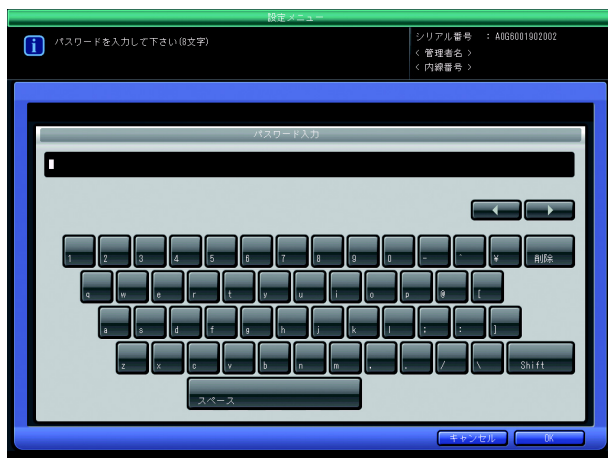 設定メニュー
パスワードを入力して下さい(8文字)
シリアル番号 : A0G6001902002
< 管理者名 >
< 内線番号 >
パスワード入力
1 2 3 4 5 6 7 8 9 0 - ^ ¥ 削除
q w e r t y u i o p @ [
a s d f g h j k l ; : ]
z x c v b n m , . / \ Shift
スペース
キャンセル OK